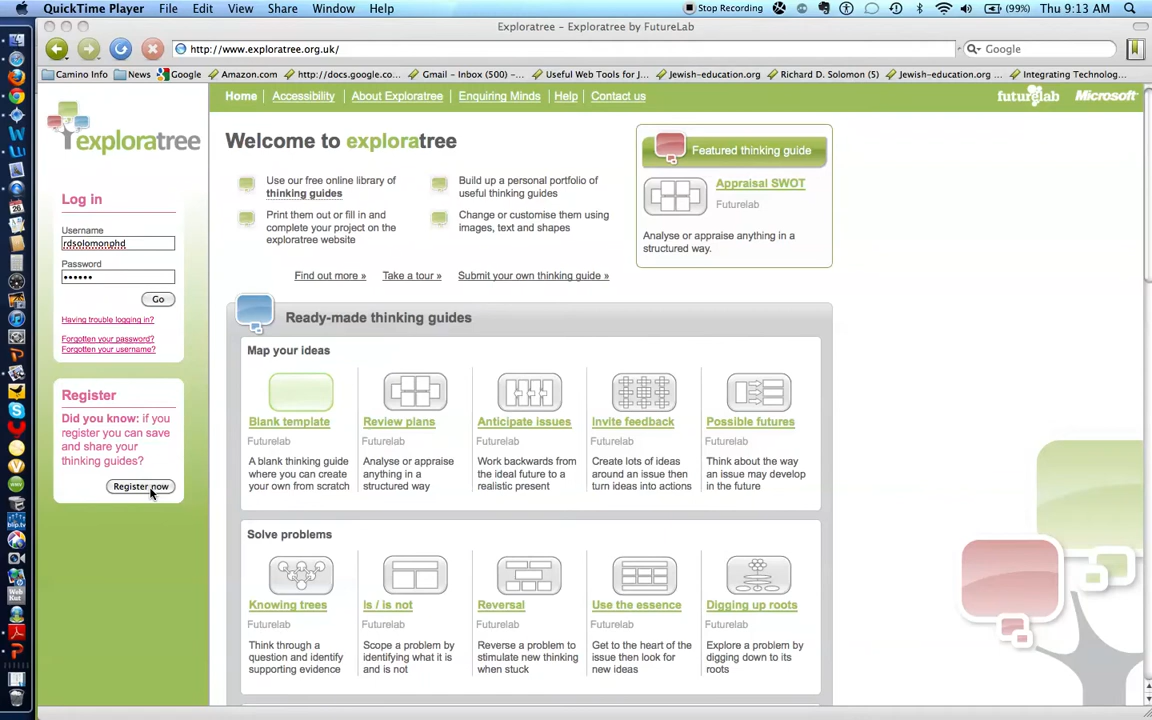 QuickTime Player File Edit View Share Window Help
Stop Recording (99%) Thu 9:13 AM
Exploratree – Exploratree by FutureLab
http://www.exploratree.org.uk/
Google
Camino Info News Google Amazon.com http://docs.google.co... Gmail – Inbox (500) –... Useful Web Tools for J... Jewish-education.org Richard D. Solomon (5) Jewish-education.org ... Integrating Technolog...
Home Accessibility About Exploratree Enquiring Minds Help Contact us
futurelab Microsoft
exploratree
Log in
Username
rdsolomonphd
Password
••••••
Go
Having trouble logging in?
Forgotten your password?
Forgotten your username?
Register
Did you know: if you
register you can save
and share your
thinking guides?
Register now
Welcome to exploratree
Use our free online library of
thinking guides
Print them out or fill in and
complete your project on the
exploratree website
Build up a personal portfolio of
useful thinking guides
Change or customise them using
images, text and shapes
Find out more » Take a tour » Submit your own thinking guide »
Featured thinking guide
Appraisal SWOT
Futurelab
Analyse or appraise anything in a
structured way.
Ready-made thinking guides
Map your ideas
Blank template
Futurelab
A blank thinking guide
where you can create
your own from scratch
Review plans
Futurelab
Analyse or appraise
anything in a
structured way
Anticipate issues
Futurelab
Work backwards from
the ideal future to a
realistic present
Invite feedback
Futurelab
Create lots of ideas
around an issue then
turn ideas into actions
Possible futures
Futurelab
Think about the way
an issue may develop
in the future
Solve problems
Knowing trees
Futurelab
Think through a
question and identify
supporting evidence
Is / is not
Futurelab
Scope a problem by
identifying what it is
and is not
Reversal
Futurelab
Reverse a problem to
stimulate new thinking
when stuck
Use the essence
Futurelab
Get to the heart of the
issue then look for
new ideas
Digging up roots
Futurelab
Explore a problem by
digging down to its
roots